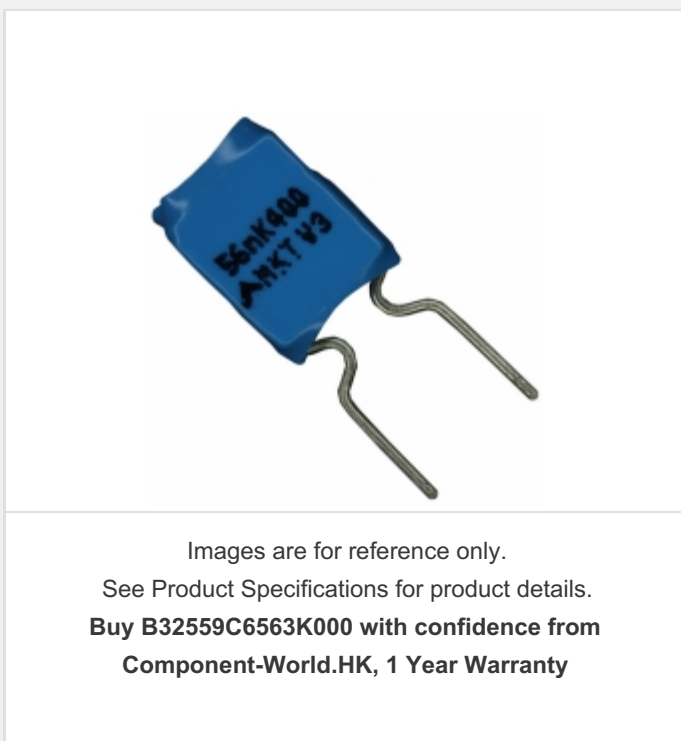 56nK400
MKT V3
Images are for reference only.
See Product Specifications for product details.
Buy B32559C6563K000 with confidence from
Component-World.HK, 1 Year Warranty